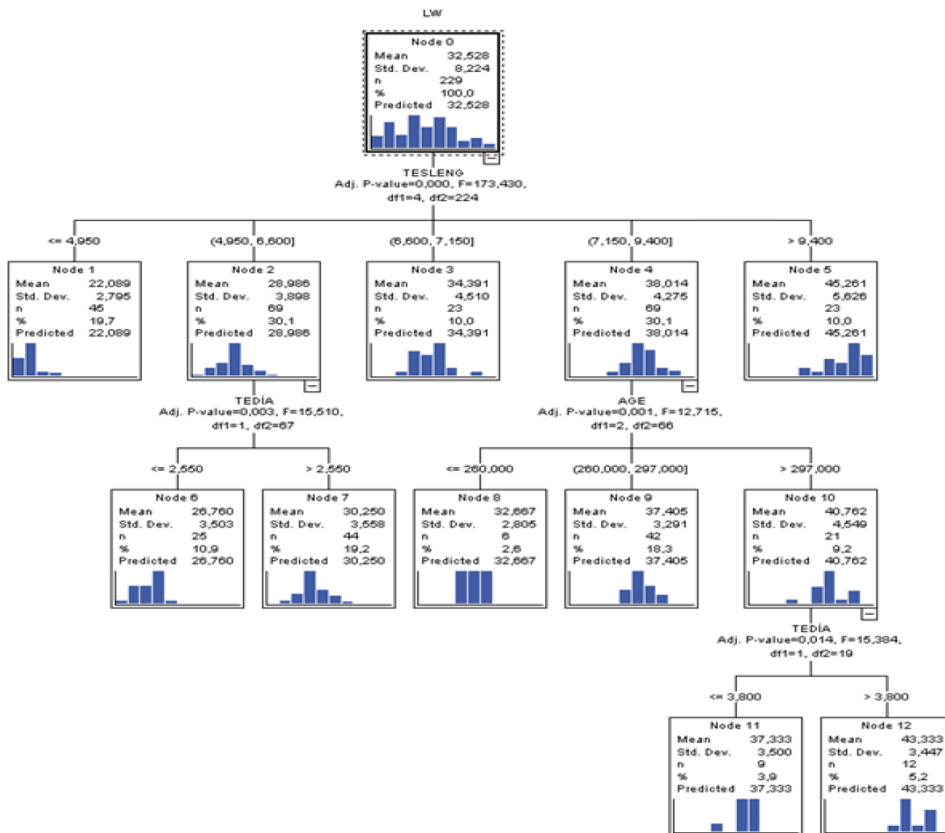 LW
Node 0
Mean 32,528
Std. Dev. 8,224
n 229
% 100,0
Predicted 32,528
TESLENG
Adj. P-value=0,000, F=173,430,
df1=4, df2=224
<= 4,950
(4,950, 6,600]
(6,600, 7,150]
(7,150, 9,400]
> 9,400
Node 1
Mean 22,089
Std. Dev. 2,795
n 45
% 19,7
Predicted 22,089
Node 2
Mean 28,986
Std. Dev. 3,898
n 69
% 30,1
Predicted 28,986
Node 3
Mean 34,391
Std. Dev. 4,510
n 23
% 10,0
Predicted 34,391
Node 4
Mean 38,014
Std. Dev. 4,275
n 69
% 30,1
Predicted 38,014
Node 5
Mean 45,261
Std. Dev. 5,626
n 23
% 10,0
Predicted 45,261
TEDİA
Adj. P-value=0,003, F=15,510,
df1=1, df2=67
AGE
Adj. P-value=0,001, F=12,715,
df1=2, df2=66
<= 2,550
> 2,550
<= 260,000
(260,000, 297,000]
> 297,000
Node 6
Mean 26,760
Std. Dev. 3,503
n 25
% 10,9
Predicted 26,760
Node 7
Mean 30,250
Std. Dev. 3,558
n 44
% 19,2
Predicted 30,250
Node 8
Mean 32,667
Std. Dev. 2,805
n 6
% 2,6
Predicted 32,667
Node 9
Mean 37,405
Std. Dev. 3,291
n 42
% 18,3
Predicted 37,405
Node 10
Mean 40,762
Std. Dev. 4,549
n 21
% 9,2
Predicted 40,762
TEDİA
Adj. P-value=0,014, F=15,384,
df1=1, df2=19
<= 3,800
> 3,800
Node 11
Mean 37,333
Std. Dev. 3,500
n 9
% 3,9
Predicted 37,333
Node 12
Mean 43,333
Std. Dev. 3,447
n 12
% 5,2
Predicted 43,333